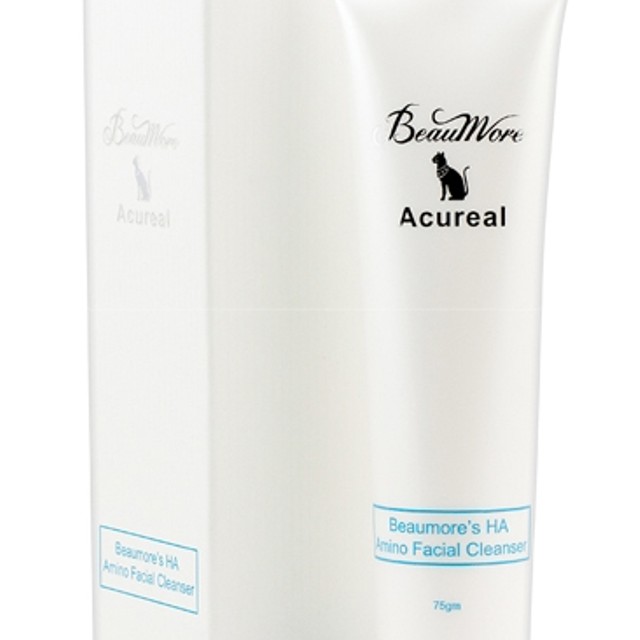 BeauMore
Acureal
Beaumore's HA
Amino Facial Cleanser
BeauMore
Acureal
Beaumore's HA
Amino Facial Cleanser
75gm